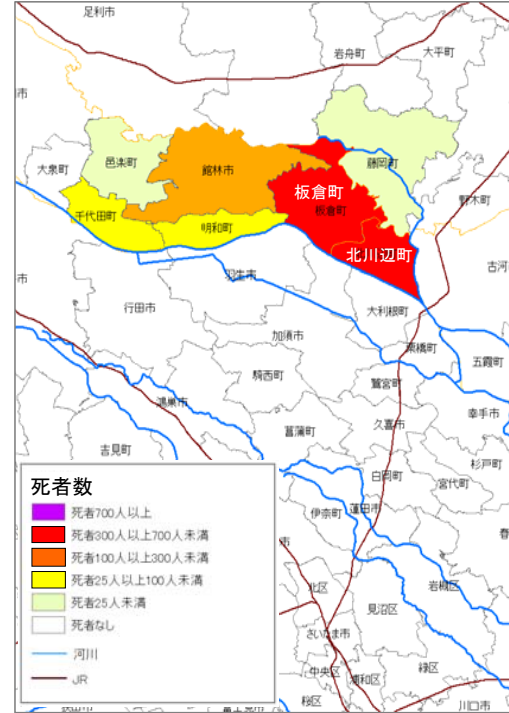 足利市
岩舟町
大平町
市
大泉町
邑楽町
館林市
藤岡町
板倉町
板倉町
野木町
千代田町
明和町
北川辺町
古河
羽生市
市
行田市
大利根町
加須市
栗橋町
五霞町
騎西町
鷲宮町
鴻巣市
幸手市
菖蒲町
久喜市
吉見町
杉戸町
白岡町
宮代町
伊奈町
蓮田市
春
市
北区
岩槻区
見沼区
さいたま市
中央区
浦和区
緑区
桜区
川口市
富士見市
死者数
死者700人以上
死者300人以上700人未満
死者100人以上300人未満
死者25人以上100人未満
死者25人未満
死者なし
河川
JR